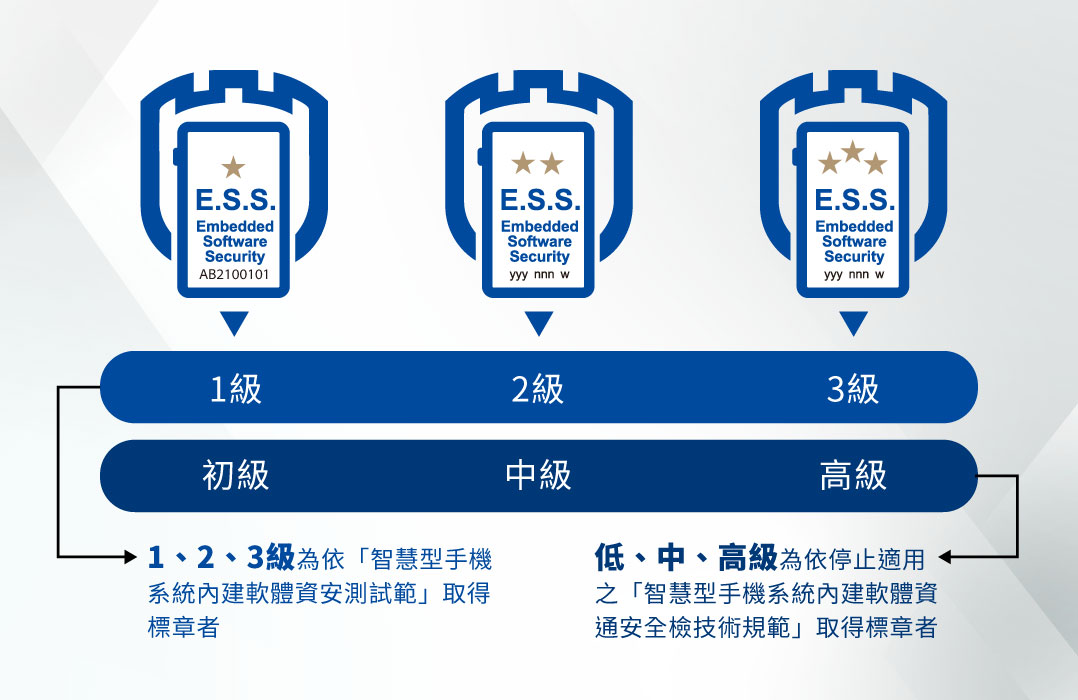 E.S.S.
Embedded
Software
Security
AB2100101
E.S.S.
Embedded
Software
Security
yyy nnn w
E.S.S.
Embedded
Software
Security
yyy nnn w
1級 2級 3級
初級 中級 高級
1、2、3級為依「智慧型手機
系統內建軟體資安測試範」取得
標章者
低、中、高級為依停止適用
之「智慧型手機系統內建軟體資
通安全檢技術規範」取得標章者